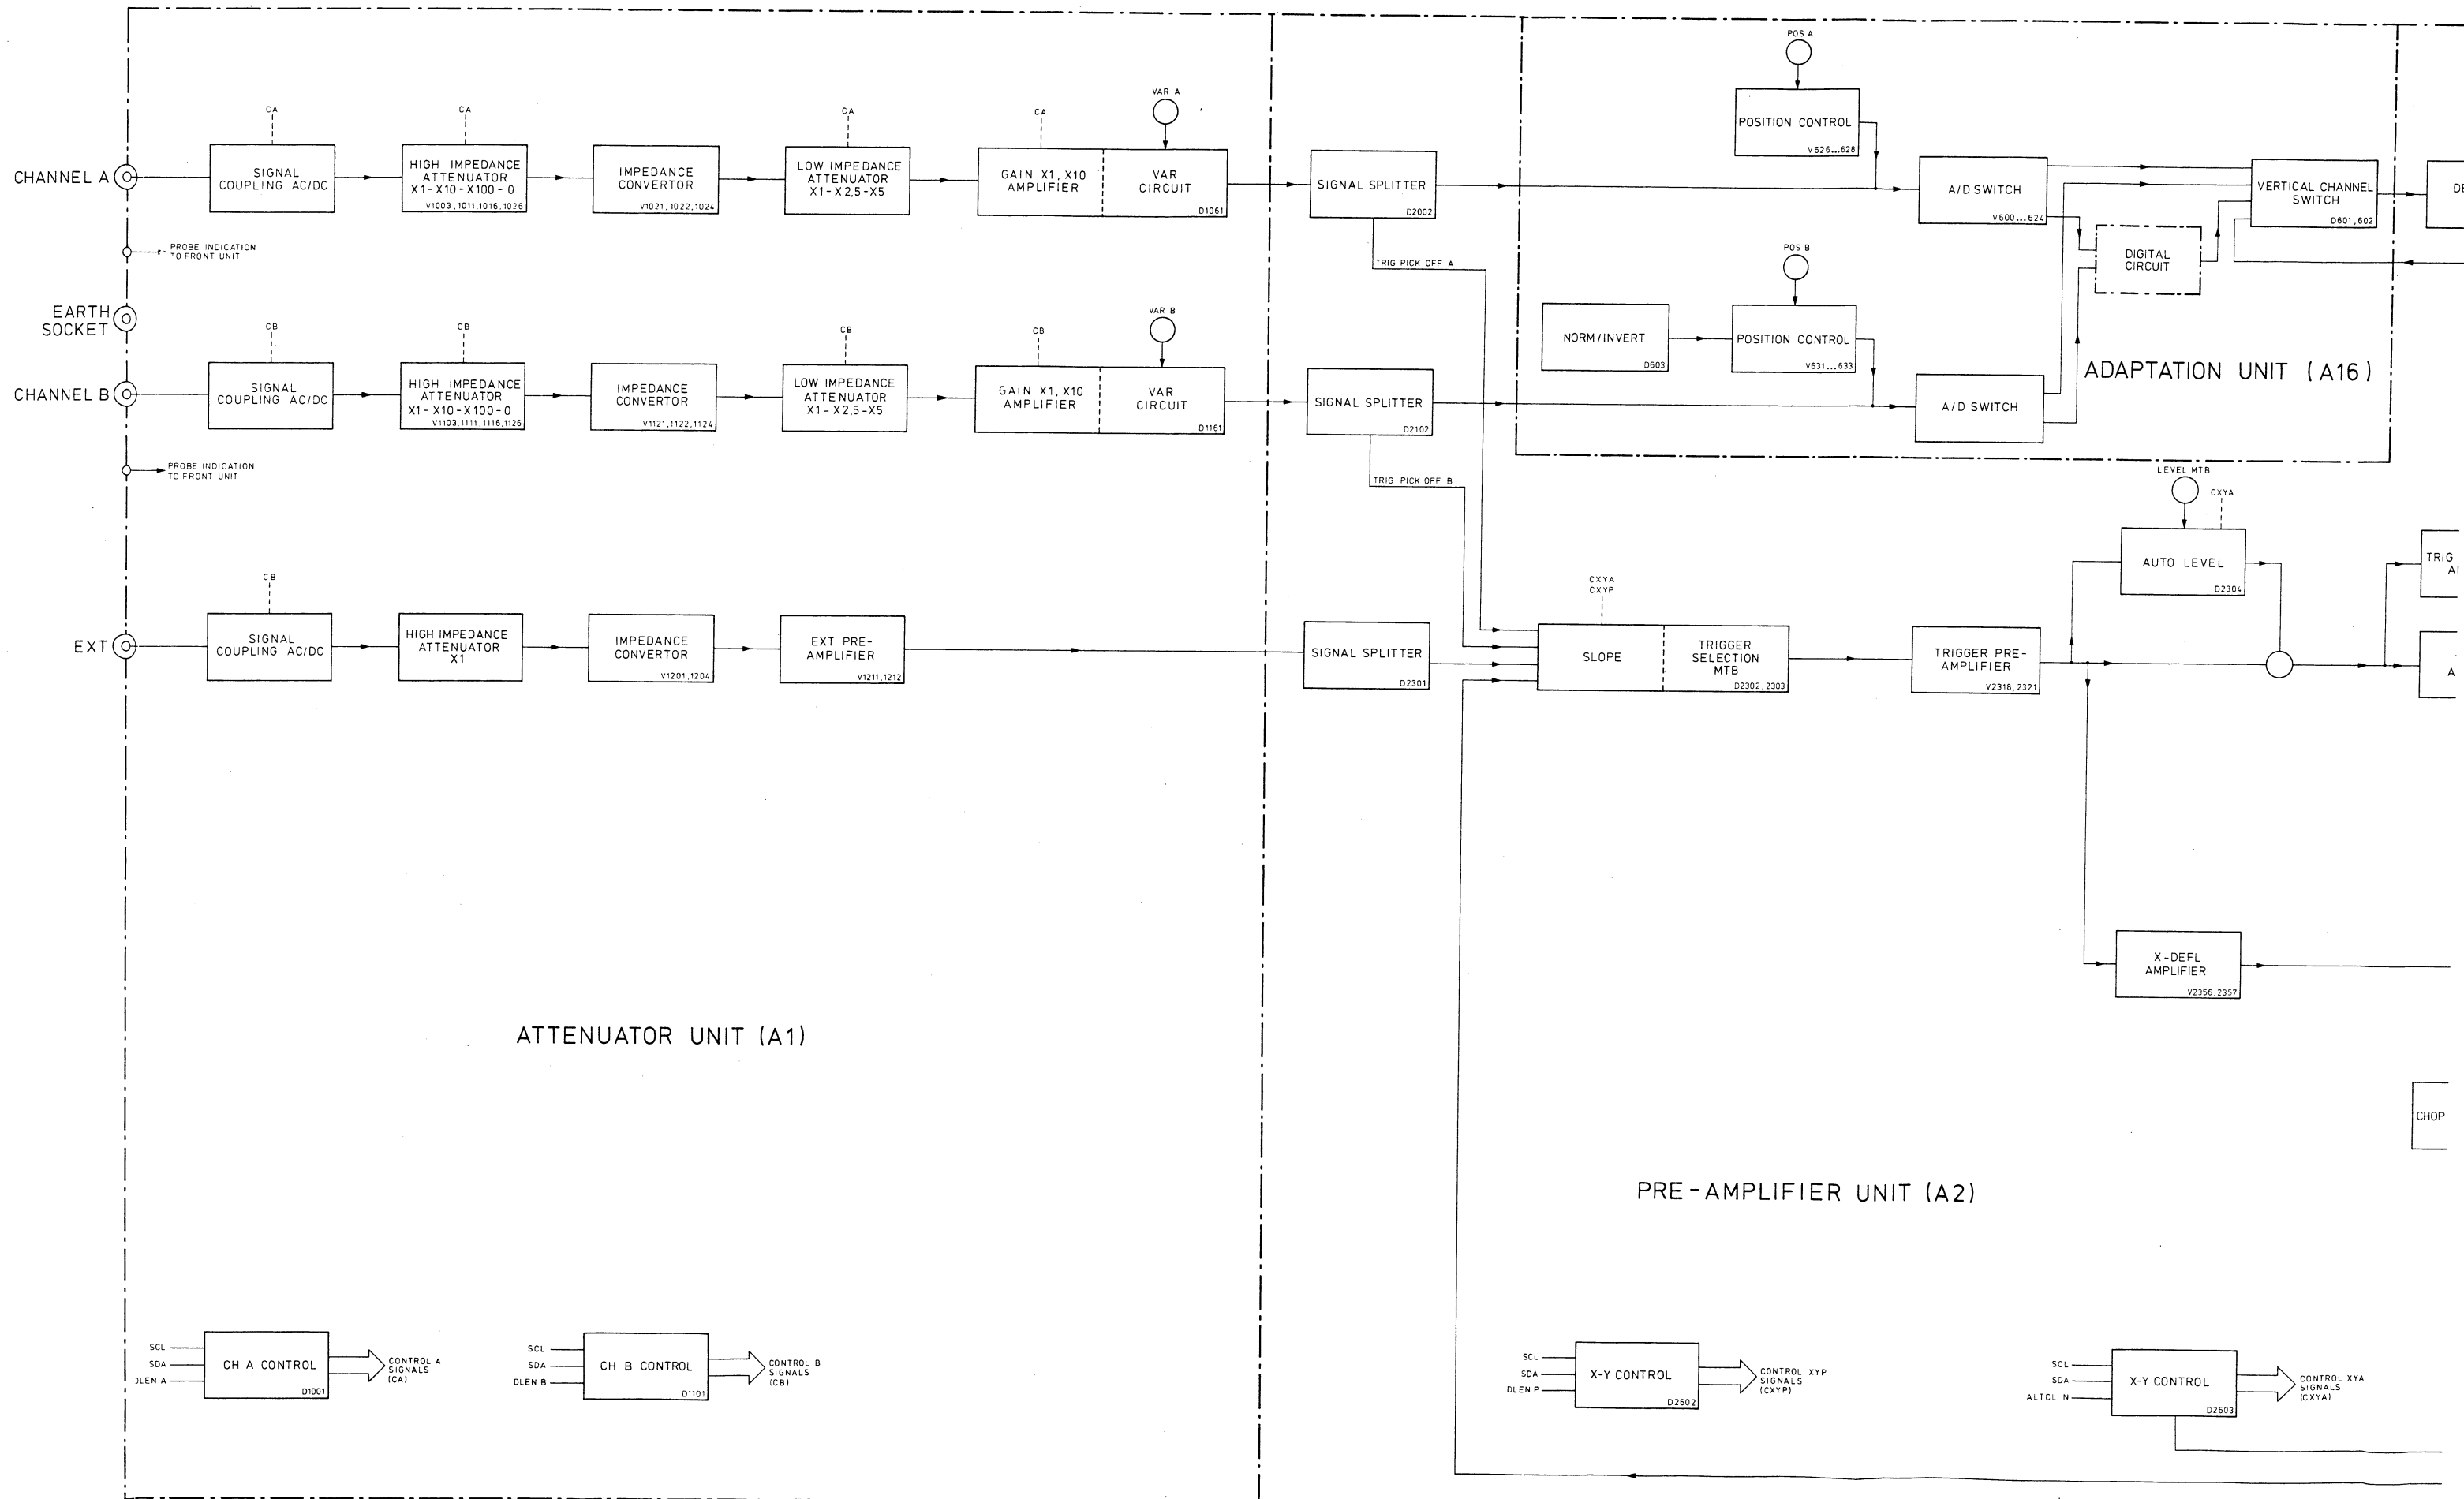 POS A
POSITION CONTROL
V626...628
CA
CA
CA
CA
VAR A
CHANNEL A
SIGNAL
COUPLING AC/DC
HIGH IMPEDANCE
ATTENUATOR
X1-X10-X100-0
V1003,1011,1016,1026
IMPEDANCE
CONVERTOR
V1021,1022,1024
LOW IMPEDANCE
ATTENUATOR
X1-X2,5-X5
GAIN X1,X10
AMPLIFIER
VAR
CIRCUIT
D1061
SIGNAL SPLITTER
D2002
A/D SWITCH
V600...624
VERTICAL CHANNEL
SWITCH
D601,602
PROBE INDICATION
TO FRONT UNIT
TRIG PICK OFF A
POS B
DIGITAL
CIRCUIT
EARTH
SOCKET
CB
CB
CB
CB
VAR B
NORM/INVERT
D603
POSITION CONTROL
V631...633
ADAPTATION UNIT (A16)
CHANNEL B
SIGNAL
COUPLING AC/DC
HIGH IMPEDANCE
ATTENUATOR
X1-X10-X100-0
V1103,1111,1116,1126
IMPEDANCE
CONVERTOR
V1121,1122,1124
LOW IMPEDANCE
ATTENUATOR
X1-X2,5-X5
GAIN X1,X10
AMPLIFIER
VAR
CIRCUIT
D1161
SIGNAL SPLITTER
D2102
A/D SWITCH
PROBE INDICATION
TO FRONT UNIT
TRIG PICK OFF B
LEVEL MTB
CXYA
AUTO LEVEL
D2304
TRIG
CB
CXYA
CXYP
EXT
SIGNAL
COUPLING AC/DC
HIGH IMPEDANCE
ATTENUATOR
X1
IMPEDANCE
CONVERTOR
V1201,1204
EXT PRE-
AMPLIFIER
V1211,1212
SIGNAL SPLITTER
D2301
SLOPE
TRIGGER
SELECTION
MTB
D2302,2303
TRIGGER PRE-
AMPLIFIER
V2318,2321
A
X-DEFL
AMPLIFIER
V2356,2357
ATTENUATOR UNIT (A1)
CHOP
PRE-AMPLIFIER UNIT (A2)
SCL
SDA
DLEN A
CH A CONTROL
D1001
CONTROL A
SIGNALS
(CA)
SCL
SDA
DLEN B
CH B CONTROL
D1101
CONTROL B
SIGNALS
(CB)
SCL
SDA
DLEN P
X-Y CONTROL
D2602
CONTROL XYP
SIGNALS
(CXYP)
SCL
SDA
ALTCL N
X-Y CONTROL
D2603
CONTROL XYA
SIGNALS
(CXYA)